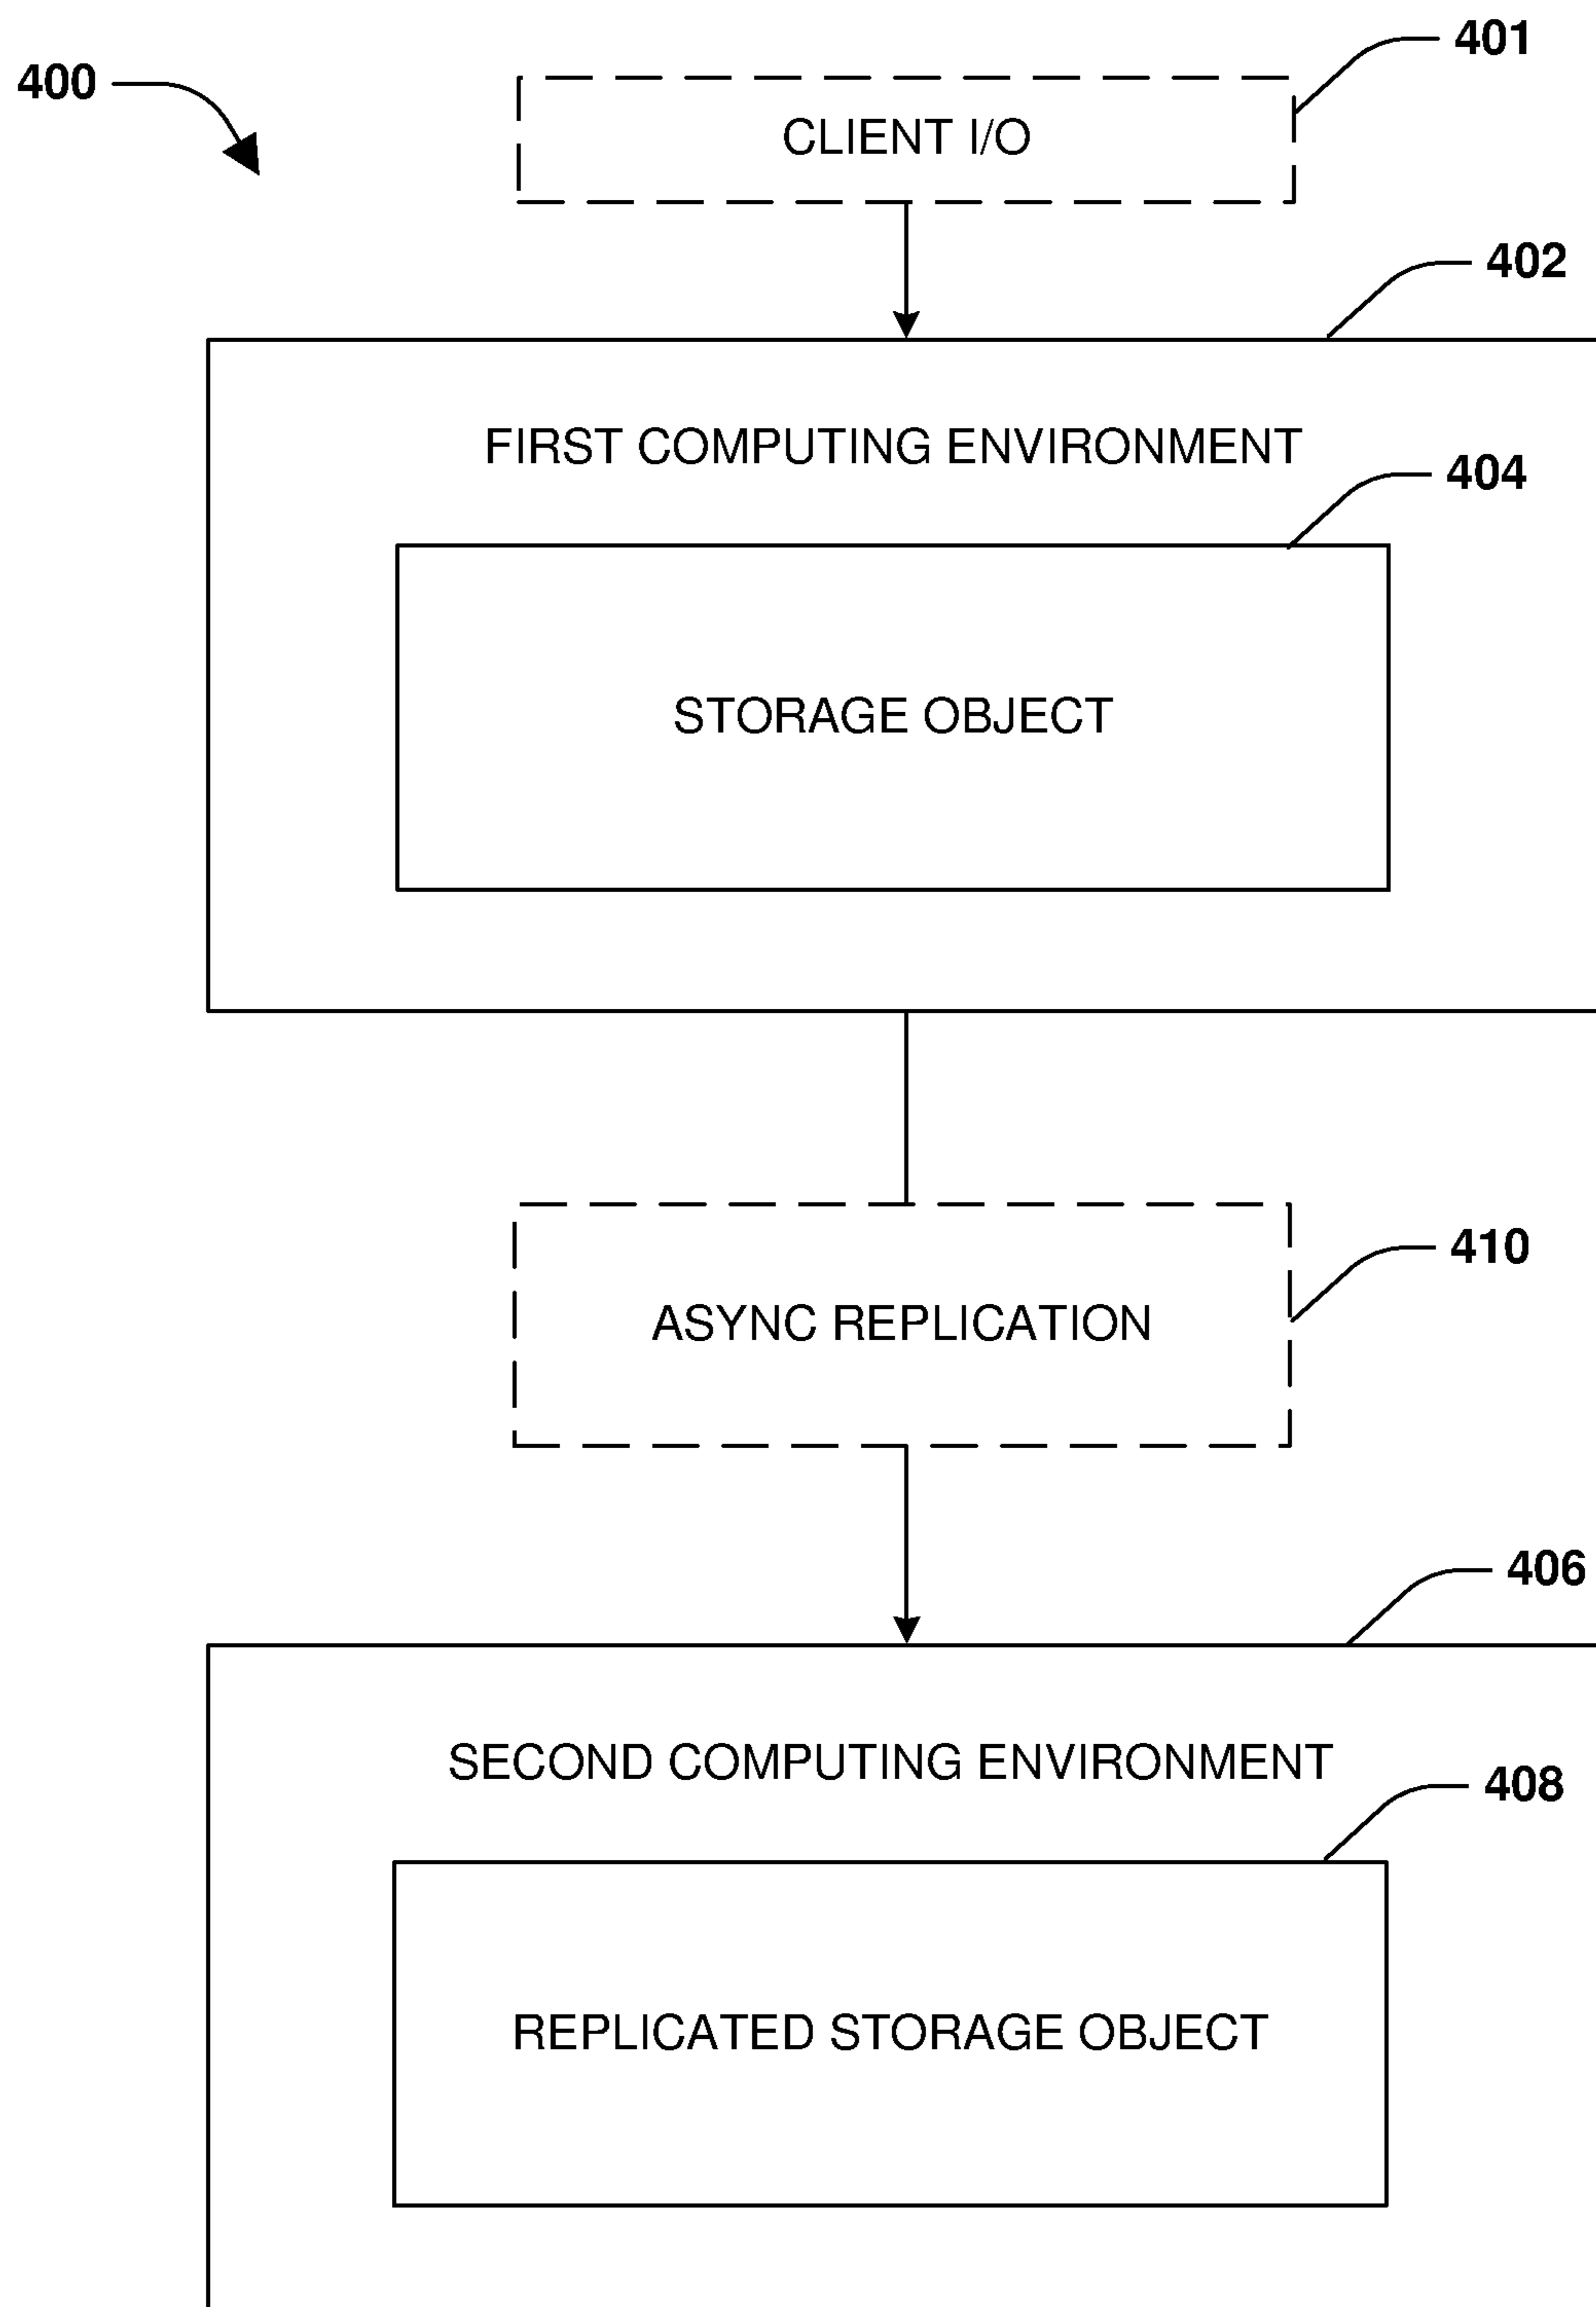 401
400
CLIENT I/O
402
FIRST COMPUTING ENVIRONMENT
404
STORAGE OBJECT
410
ASYNC REPLICATION
406
SECOND COMPUTING ENVIRONMENT
408
REPLICATED STORAGE OBJECT